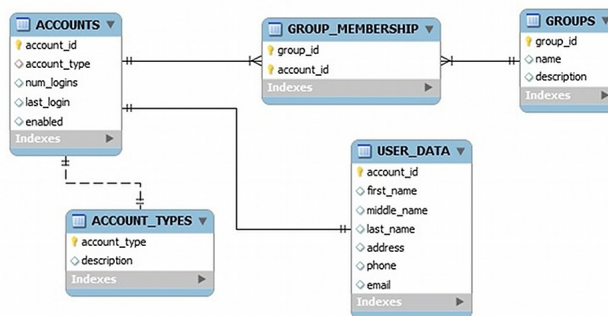 ACCOUNTS
account_id
account_type
num_logins
last_login
enabled
Indexes
GROUP_MEMBERSHIP
group_id
account_id
Indexes
GROUPS
group_id
name
description
Indexes
ACCOUNT_TYPES
account_type
description
Indexes
USER_DATA
account_id
first_name
middle_name
last_name
address
phone
email
Indexes